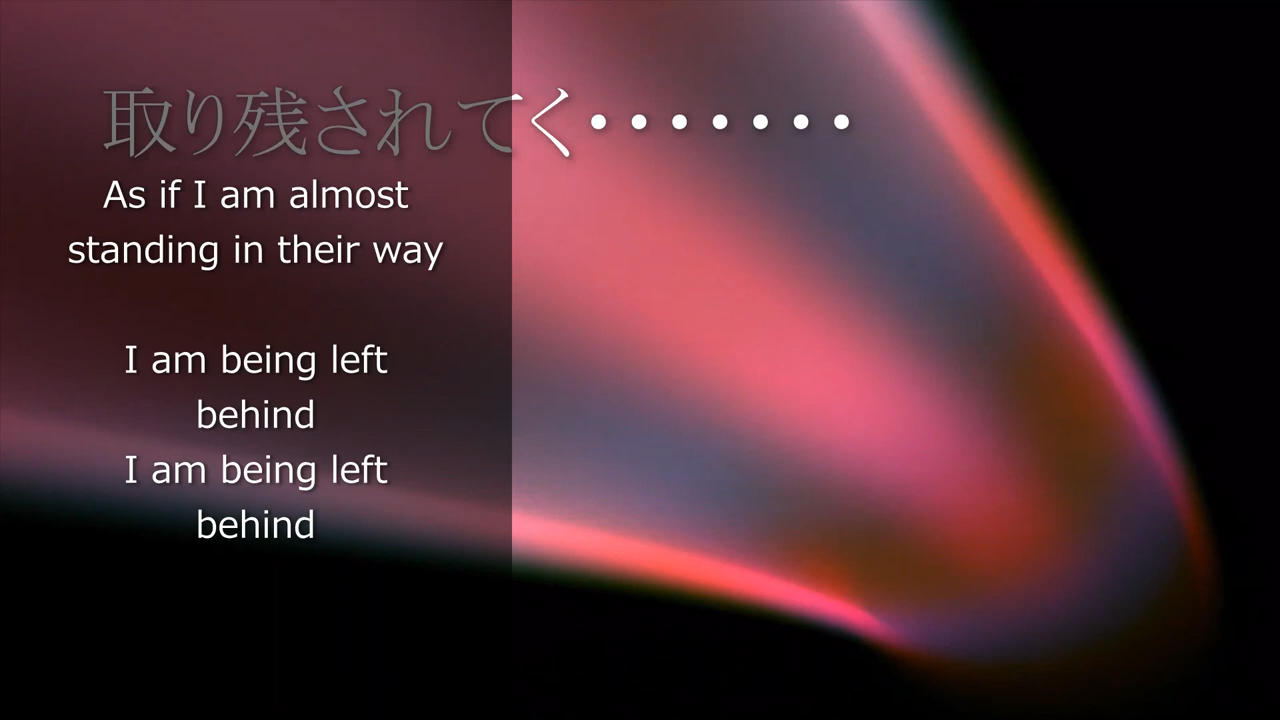 取り残されてく・・・・・・・
As if I am almost
standing in their way
I am being left
behind
I am being left
behind